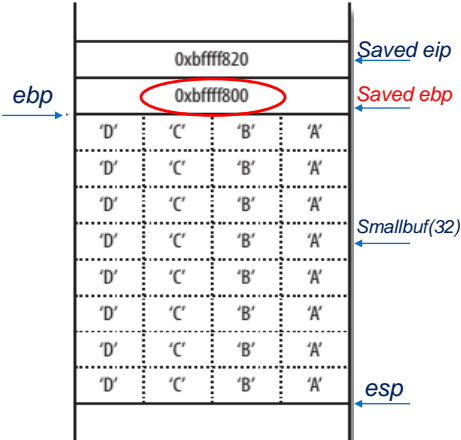 0xbffff820 Saved eip
ebp 0xbffff800 Saved ebp
'D' 'C' 'B' 'A'
'D' 'C' 'B' 'A'
'D' 'C' 'B' 'A'
'D' 'C' 'B' 'A' Smallbuf(32)
'D' 'C' 'B' 'A'
'D' 'C' 'B' 'A'
'D' 'C' 'B' 'A'
'D' 'C' 'B' 'A' esp